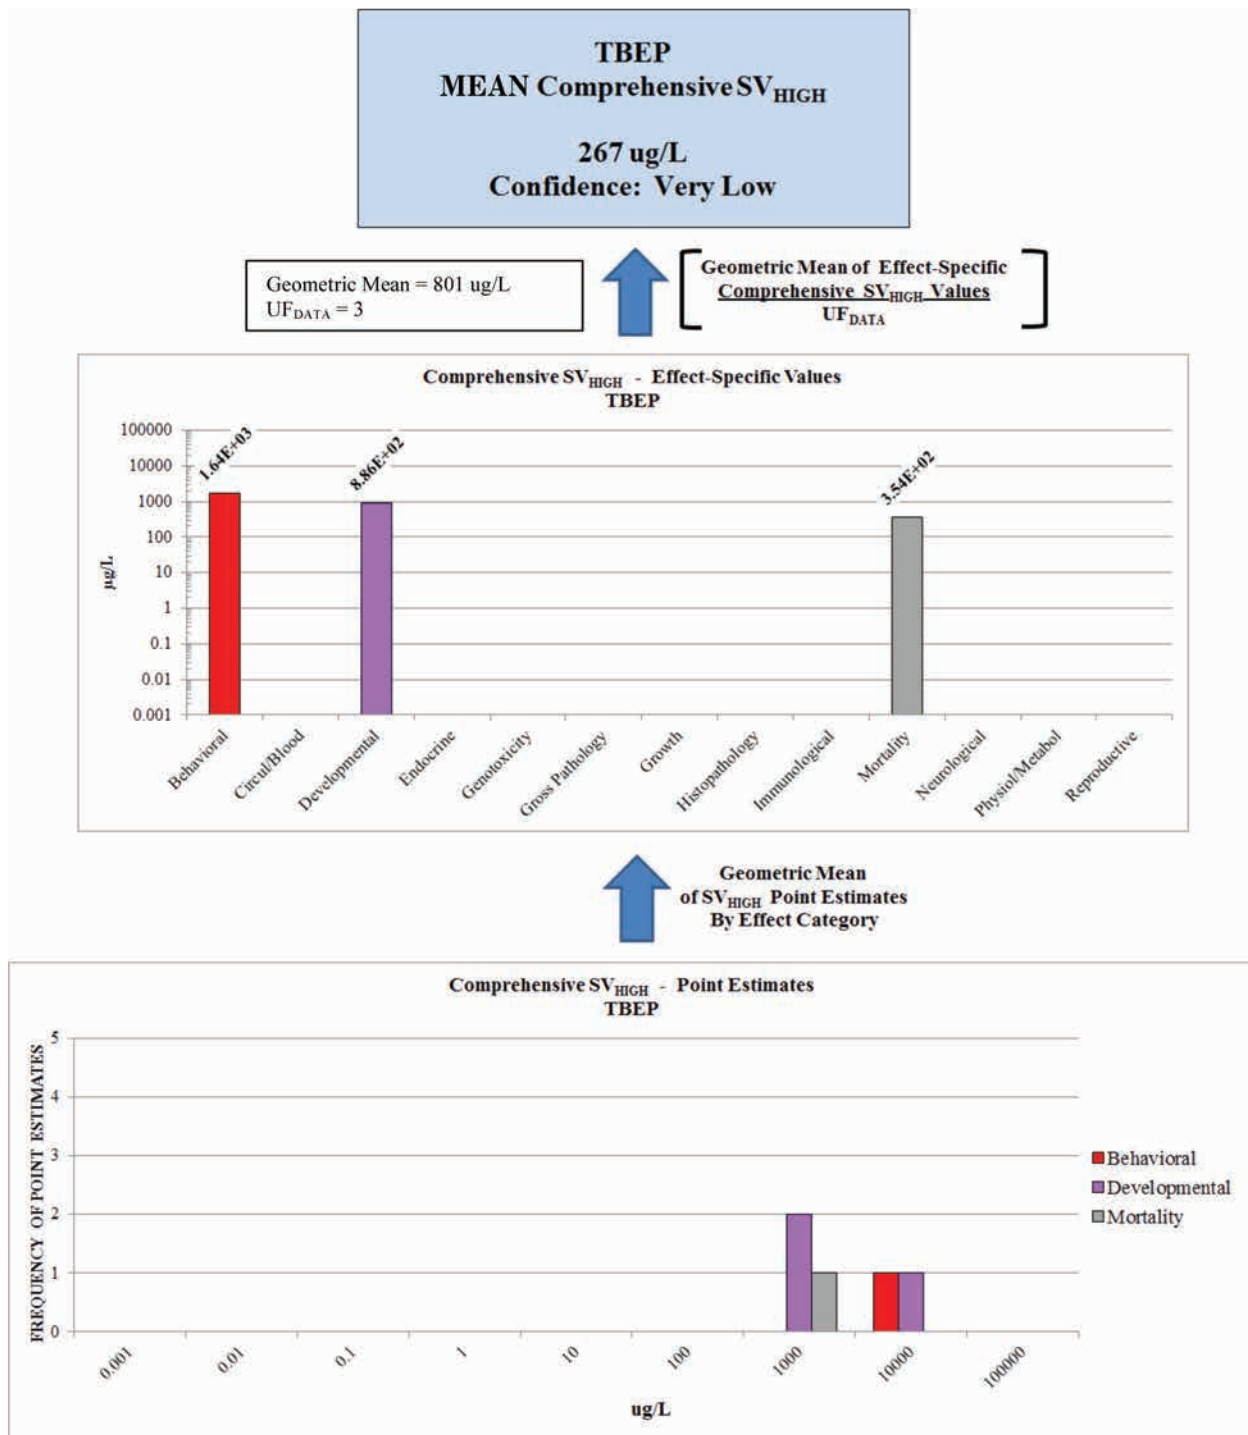 TBEP
MEAN Comprehensive SVHIGH
267 ug/L
Confidence: Very Low
Geometric Mean = 801 ug/L
UFDATA = 3
Geometric Mean of Effect-Specific
Comprehensive SVHIGH Values
UFDATA
Comprehensive SVHIGH - Effect-Specific Values
TBEP
µg/L
100000
10000
1000
100
10
1
0.1
0.01
0.001
1.64E+03
8.86E+02
3.54E+02
Behavioral
Circul/Blood
Developmental
Endocrine
Genotoxicity
Gross Pathology
Growth
Histopathology
Immunological
Mortality
Neurological
Physiol/Metabol
Reproductive
Geometric Mean
of SVHIGH Point Estimates
By Effect Category
Comprehensive SVHIGH - Point Estimates
TBEP
FREQUENCY OF POINT ESTIMATES
5
4
3
2
1
0
0.001
0.01
0.1
1
10
100
1000
10000
100000
ug/L
Behavioral
Developmental
Mortality